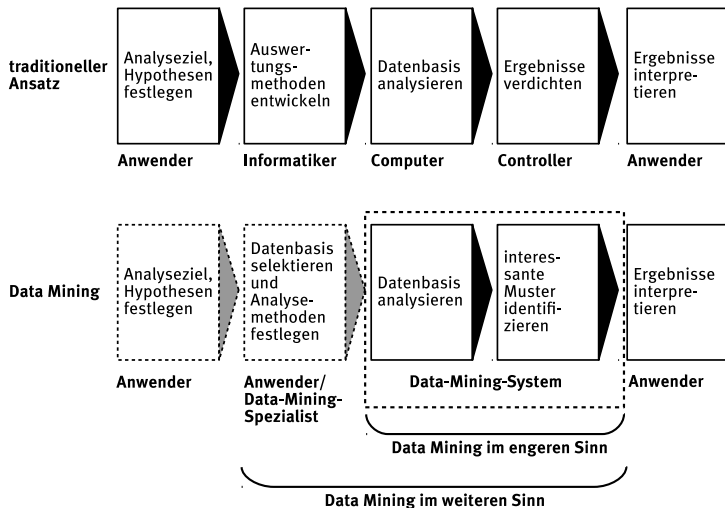 traditioneller
Ansatz
Analyseziel,
Hypothesen
festlegen
Auswer-
tungs-
methoden
entwickeln
Datenbasis
analysieren
Ergebnisse
verdichten
Ergebnisse
interpre-
tieren
Anwender
Informatiker
Computer
Controller
Anwender
Data Mining
Analyseziel,
Hypothesen
festlegen
Datenbasis
selektieren
und
Analyse-
methoden
festlegen
Datenbasis
analysieren
interes-
sante
Muster
identifi-
zieren
Ergebnisse
interpre-
tieren
Anwender
Anwender/
Data-Mining-
Spezialist
Data-Mining-System
Anwender
Data Mining im engeren Sinn
Data Mining im weiteren Sinn